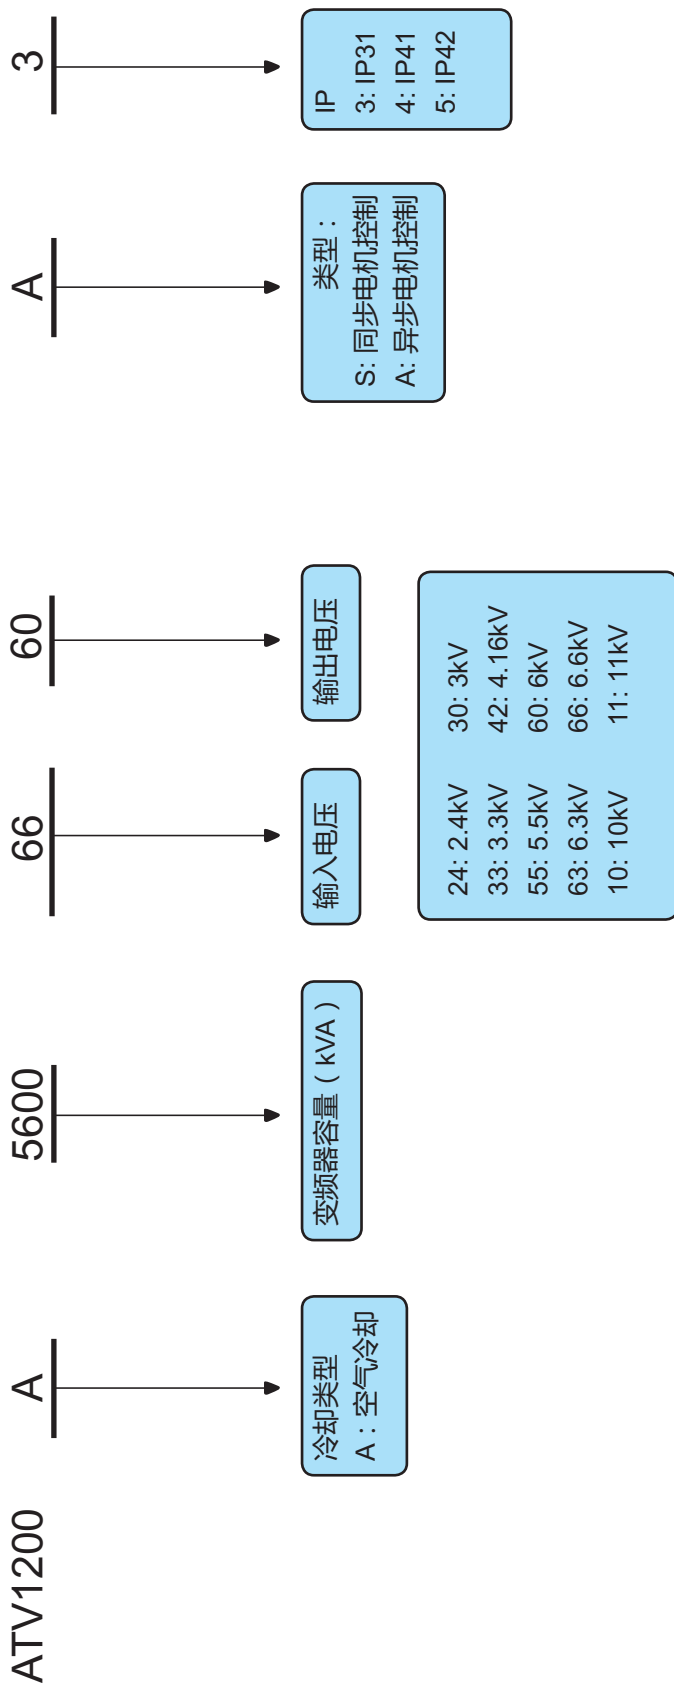 ATV1200 A 5600 66 60 A 3
冷却类型
A：空气冷却
变频器容量（kVA）
输入电压
输出电压
24: 2.4kV 30: 3kV
33: 3.3kV 42: 4.16kV
55: 5.5kV 60: 6kV
63: 6.3kV 66: 6.6kV
10: 10kV 11: 11kV
类型：
S: 同步电机控制
A: 异步电机控制
IP
3: IP31
4: IP41
5: IP42